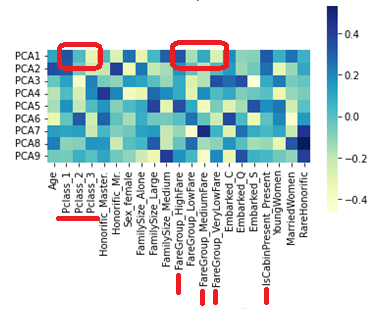 PCA1
PCA2
PCA3
PCA4
PCA5
PCA6
PCA7
PCA8
PCA9
Age
Pclass_1
Pclass_2
Pclass_3
Honorific_Master.
Honorific_Mr.
Sex_female
FamilySize_Alone
FamilySize_Large
FamilySize_Medium
FareGroup_HighFare
FareGroup_LowFare
FareGroup_MediumFare
FareGroup_VeryLowFare
Embarked_C
Embarked_Q
Embarked_S
IsCabinPresent_Present
YoungWomen
MarriedWomen
RareHonorific
0.4
0.2
0.0
−0.2
−0.4